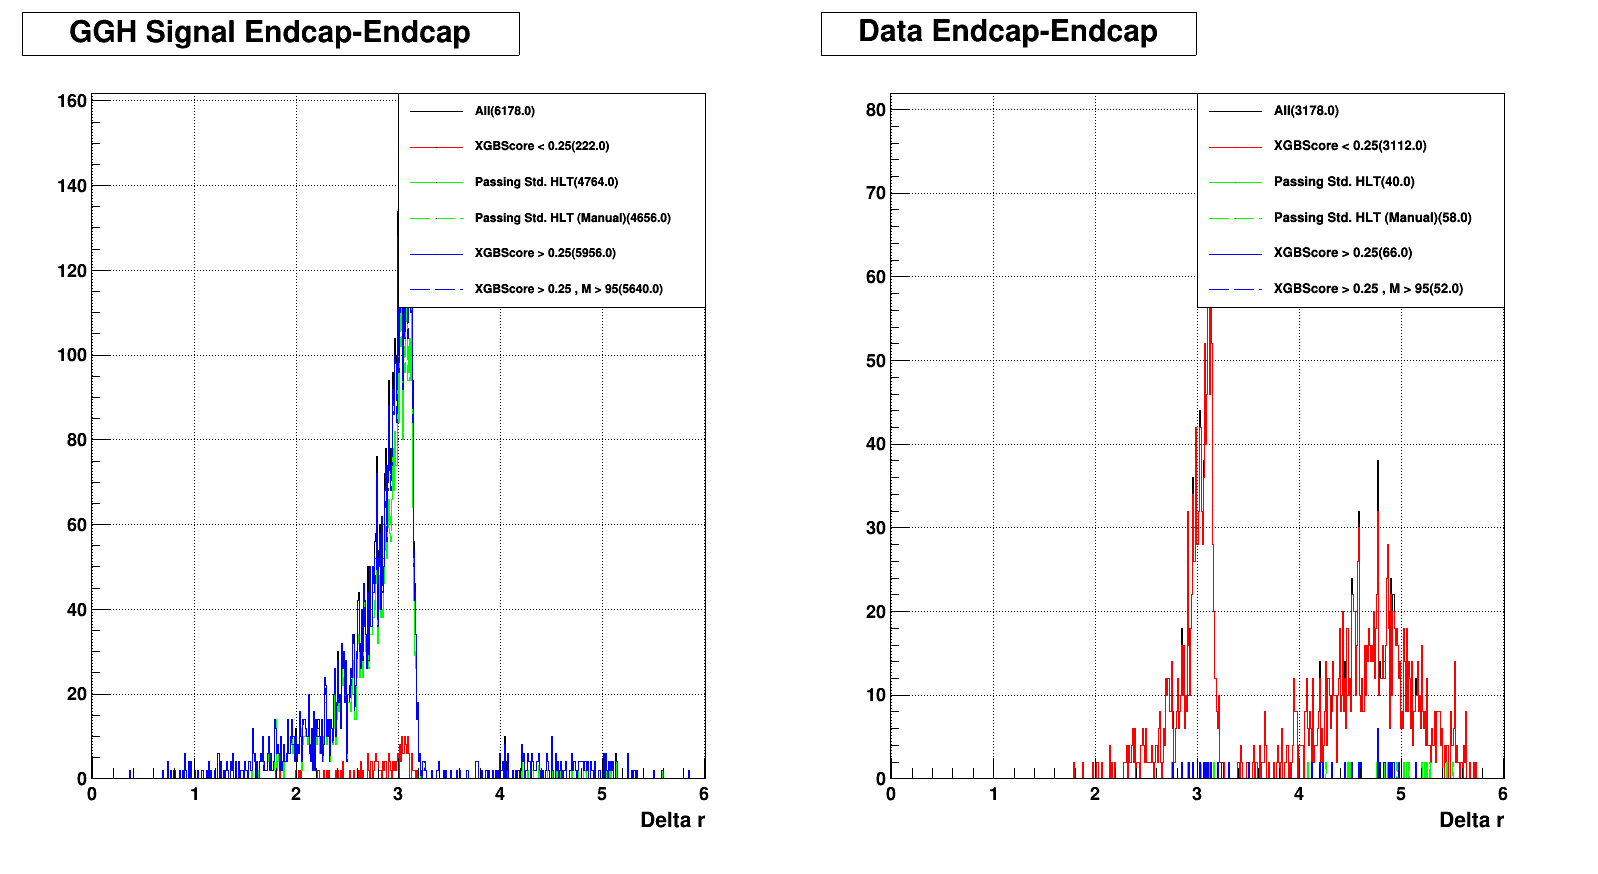 GGH Signal Endcap-Endcap
All(6178.0)
XGBScore < 0.25(222.0)
Passing Std. HLT(4764.0)
Passing Std. HLT (Manual)(4656.0)
XGBScore > 0.25(5956.0)
XGBScore > 0.25 , M > 95(5640.0)
160
140
120
100
80
60
40
20
0
0 1 2 3 4 5 6
Delta r
Data Endcap-Endcap
All(3178.0)
XGBScore < 0.25(3112.0)
Passing Std. HLT(40.0)
Passing Std. HLT (Manual)(58.0)
XGBScore > 0.25(66.0)
XGBScore > 0.25 , M > 95(52.0)
80
70
60
50
40
30
20
10
0
0 1 2 3 4 5 6
Delta r